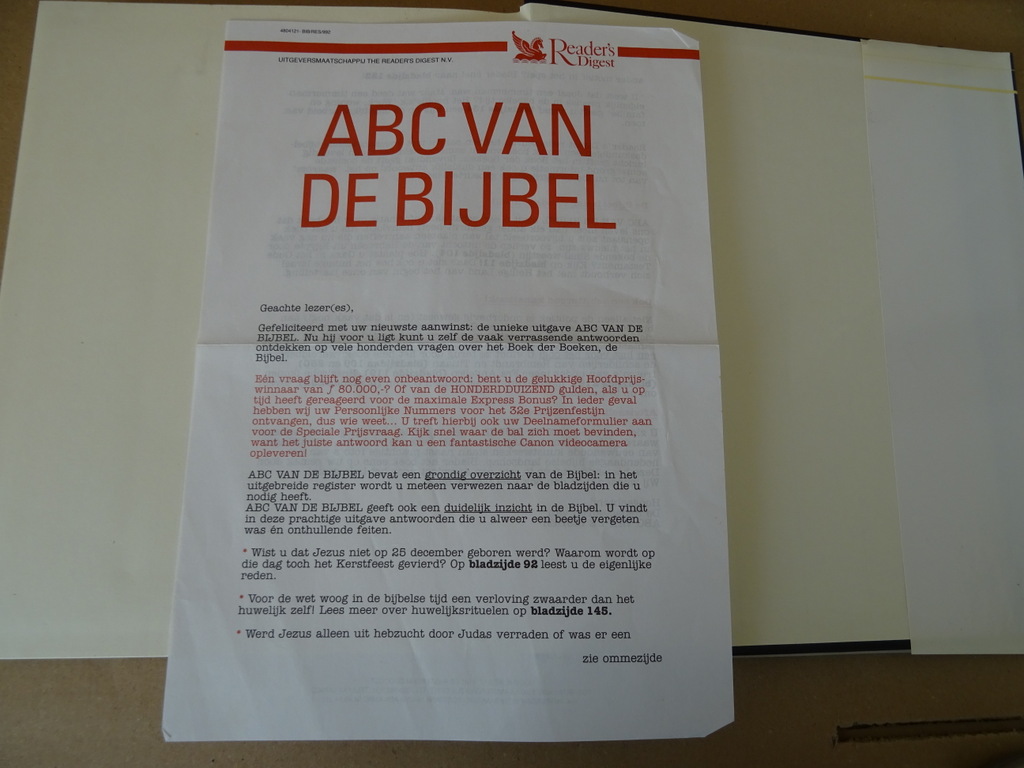 4804131- BIB/RES/992
Reader's
Digest
UITGEVERSMAATSCHAPPIJ THE READER'S DIGEST N.V.
ABC VAN
DE BIJBEL
Geachte lezer(es),
Gefeliciteerd met uw nieuwste aanwinst: de unieke uitgave ABC VAN DE
BIJBEL. Nu hij voor u ligt kunt u zelf de vaak verrassende antwoorden
ontdekken op vele honderden vragen over het Boek der Boeken, de
Bijbel.
Eén vraag blijft nog even onbeantwoord: bent u de gelukkige Hoofdprijs-
winnaar van ƒ 80.000,-? Of van de HONDERDDUIZEND gulden, als u op
tijd heeft gereageerd voor de maximale Express Bonus? In ieder geval
hebben wij uw Persoonlijke Nummers voor het 32e Prijzenfestijn
ontvangen, dus wie weet... U treft hierbij ook uw Deelnameformulier aan
voor de Speciale Prijsvraag. Kijk snel waar de bal zich moet bevinden,
want het juiste antwoord kan u een fantastische Canon videocamera
opleveren!
ABC VAN DE BIJBEL bevat een grondig overzicht van de Bijbel: in het
uitgebreide register wordt u meteen verwezen naar de bladzijden die u
nodig heeft.
ABC VAN DE BIJBEL geeft ook een duidelijk inzicht in de Bijbel. U vindt
in deze prachtige uitgave antwoorden die u alweer een beetje vergeten
was én onthullende feiten.
* Wist u dat Jezus niet op 25 december geboren werd? Waarom wordt op
die dag toch het Kerstfeest gevierd? Op bladzijde 92 leest u de eigenlijke
reden.
* Voor de wet woog in de bijbelse tijd een verloving zwaarder dan het
huwelijk zelf! Lees meer over huwelijksrituelen op bladzijde 145.
* Werd Jezus alleen uit hebzucht door Judas verraden of was er een
zie ommezijde